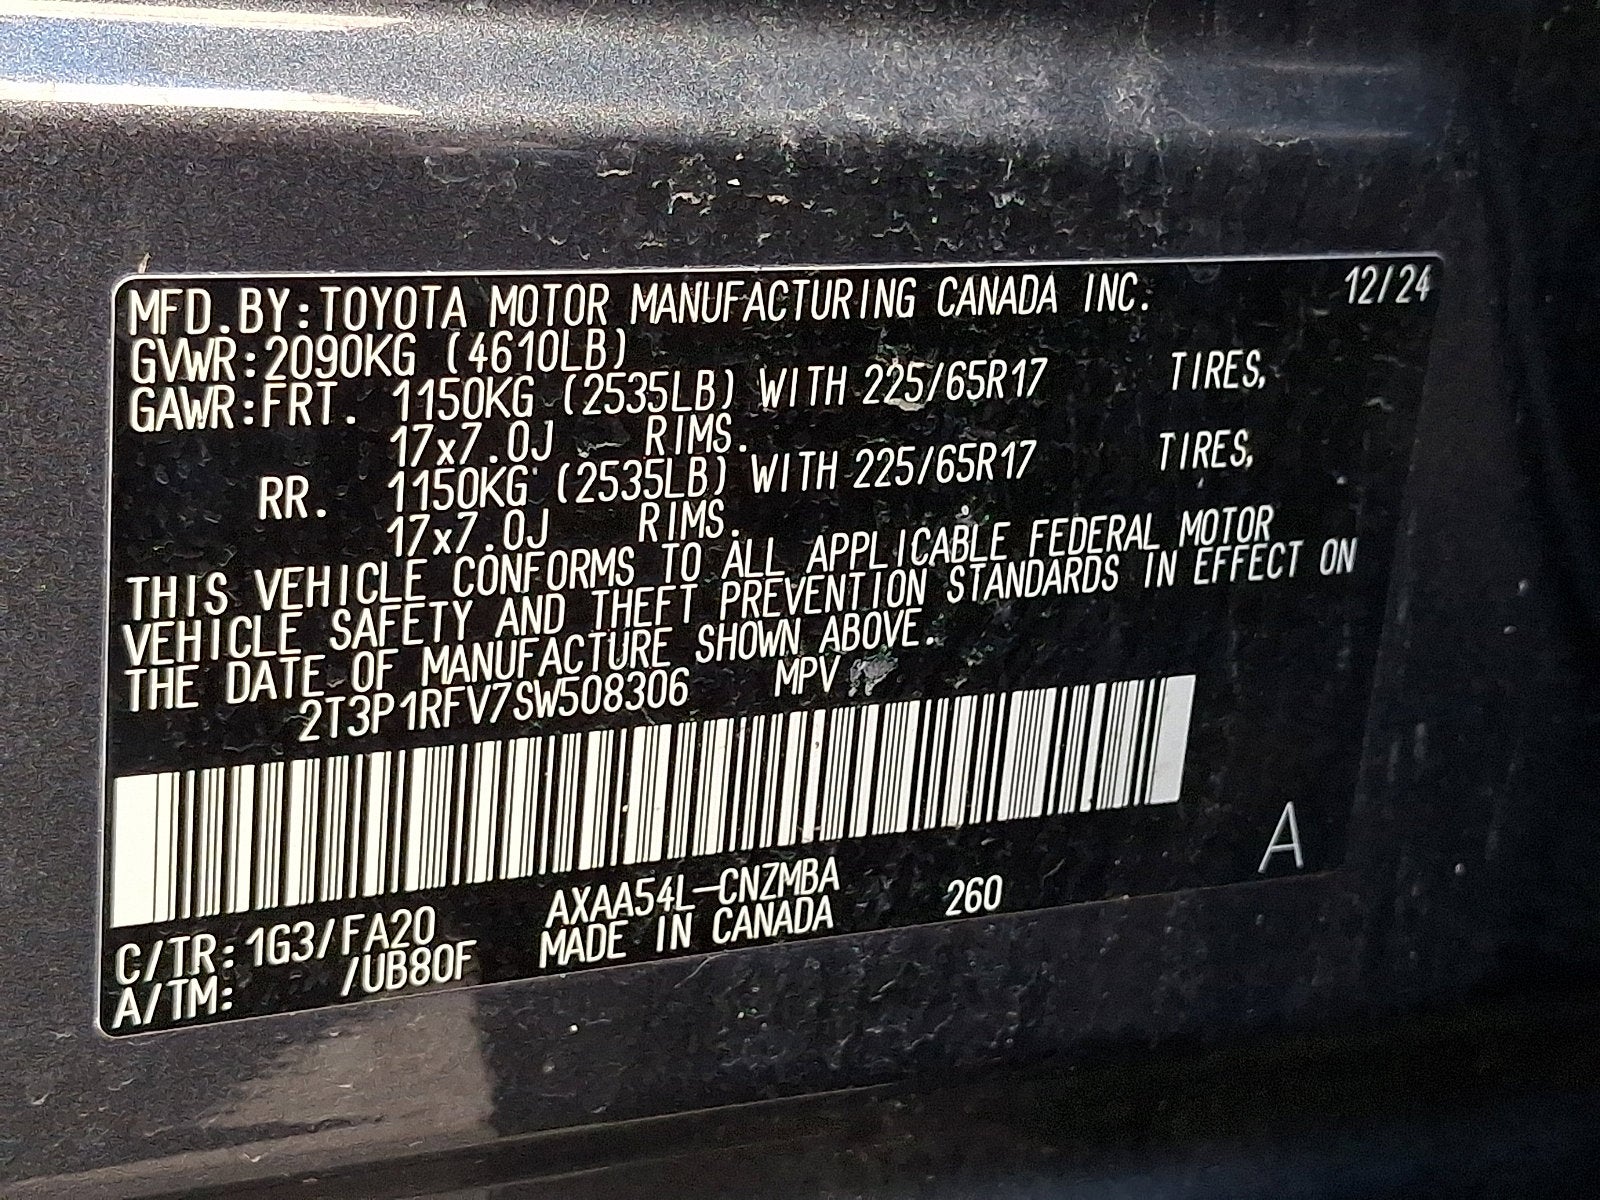 MFD.BY:TOYOTA MOTOR MANUFACTURING CANADA INC. 12/24
GVWR:2090KG (4610LB)
GAWR:FRT. 1150KG (2535LB) WITH 225/65R17 TIRES,
17x7.0J RIMS.
RR. 1150KG (2535LB) WITH 225/65R17 TIRES,
17x7.0J RIMS.
THIS VEHICLE CONFORMS TO ALL APPLICABLE FEDERAL MOTOR
VEHICLE SAFETY AND THEFT PREVENTION STANDARDS IN EFFECT ON
THE DATE OF MANUFACTURE SHOWN ABOVE.
2T3P1RFV7SW508306 MPV
A
C/TR:1G3/FA20 AXAA54L-CNZMBA 260
A/TM: /UB80F MADE IN CANADA